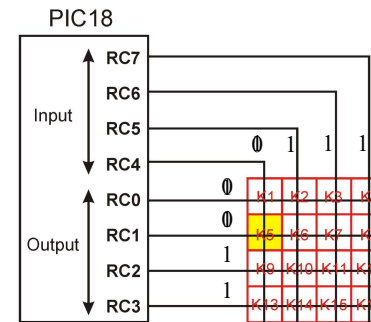 PIC18
RC7
RC6
Input
RC5
0 1 1 1
RC4
0
RC0
K1 K2 K3 K
0
RC1
K5 K6 K7 K
Output
1
RC2
K9 K10 K11 K
1
RC3
K13 K14 K15 K